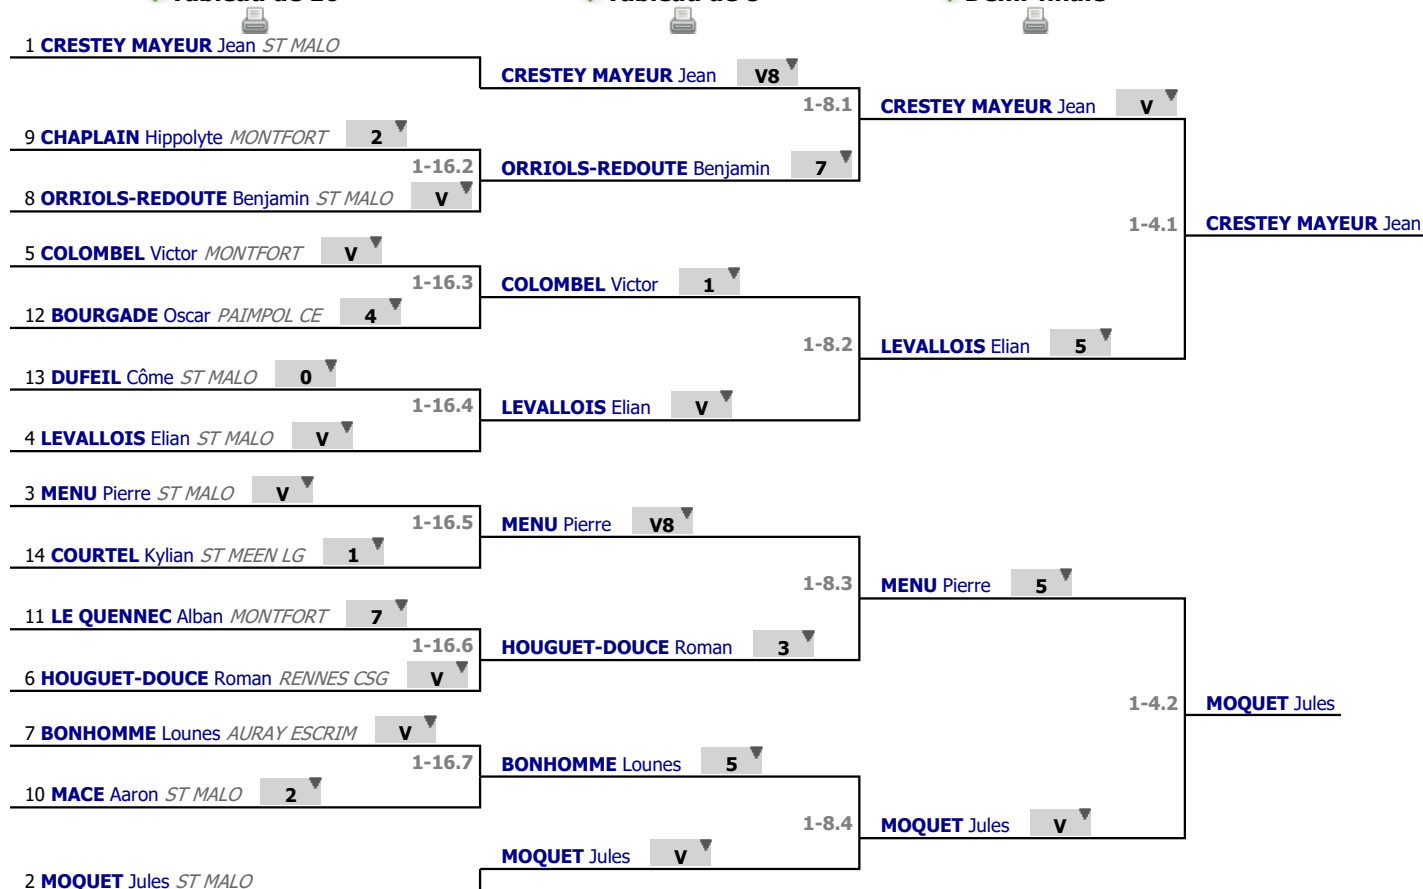 Tableau de 16
Tableau de 8
Demi-finale
1 CRESTEY MAYEUR Jean ST MALO
9 CHAPLAIN Hippolyte MONTFORT 2
1-16.2
8 ORRIOLS-REDOUTE Benjamin ST MALO V
5 COLOMBEL Victor MONTFORT V
1-16.3
12 BOURGADE Oscar PAIMPOL CE 4
13 DUFEIL Côme ST MALO 0
1-16.4
4 LEVALLOIS Elian ST MALO V
3 MENU Pierre ST MALO V
1-16.5
14 COURTEL Kylian ST MEEN LG 1
11 LE QUENNEC Alban MONTFORT 7
1-16.6
6 HOUGUET-DOUCE Roman RENNES CSG V
7 BONHOMME Lounes AURAY ESCRIM V
1-16.7
10 MACE Aaron ST MALO 2
2 MOQUET Jules ST MALO
CRESTEY MAYEUR Jean V8
1-8.1
ORRIOLS-REDOUTE Benjamin 7
COLOMBEL Victor 1
1-8.2
LEVALLOIS Elian V
MENU Pierre V8
1-8.3
HOUGUET-DOUCE Roman 3
BONHOMME Lounes 5
1-8.4
MOQUET Jules V
CRESTEY MAYEUR Jean V
1-4.1
LEVALLOIS Elian 5
MENU Pierre 5
1-4.2
MOQUET Jules V
CRESTEY MAYEUR Jean
MOQUET Jules